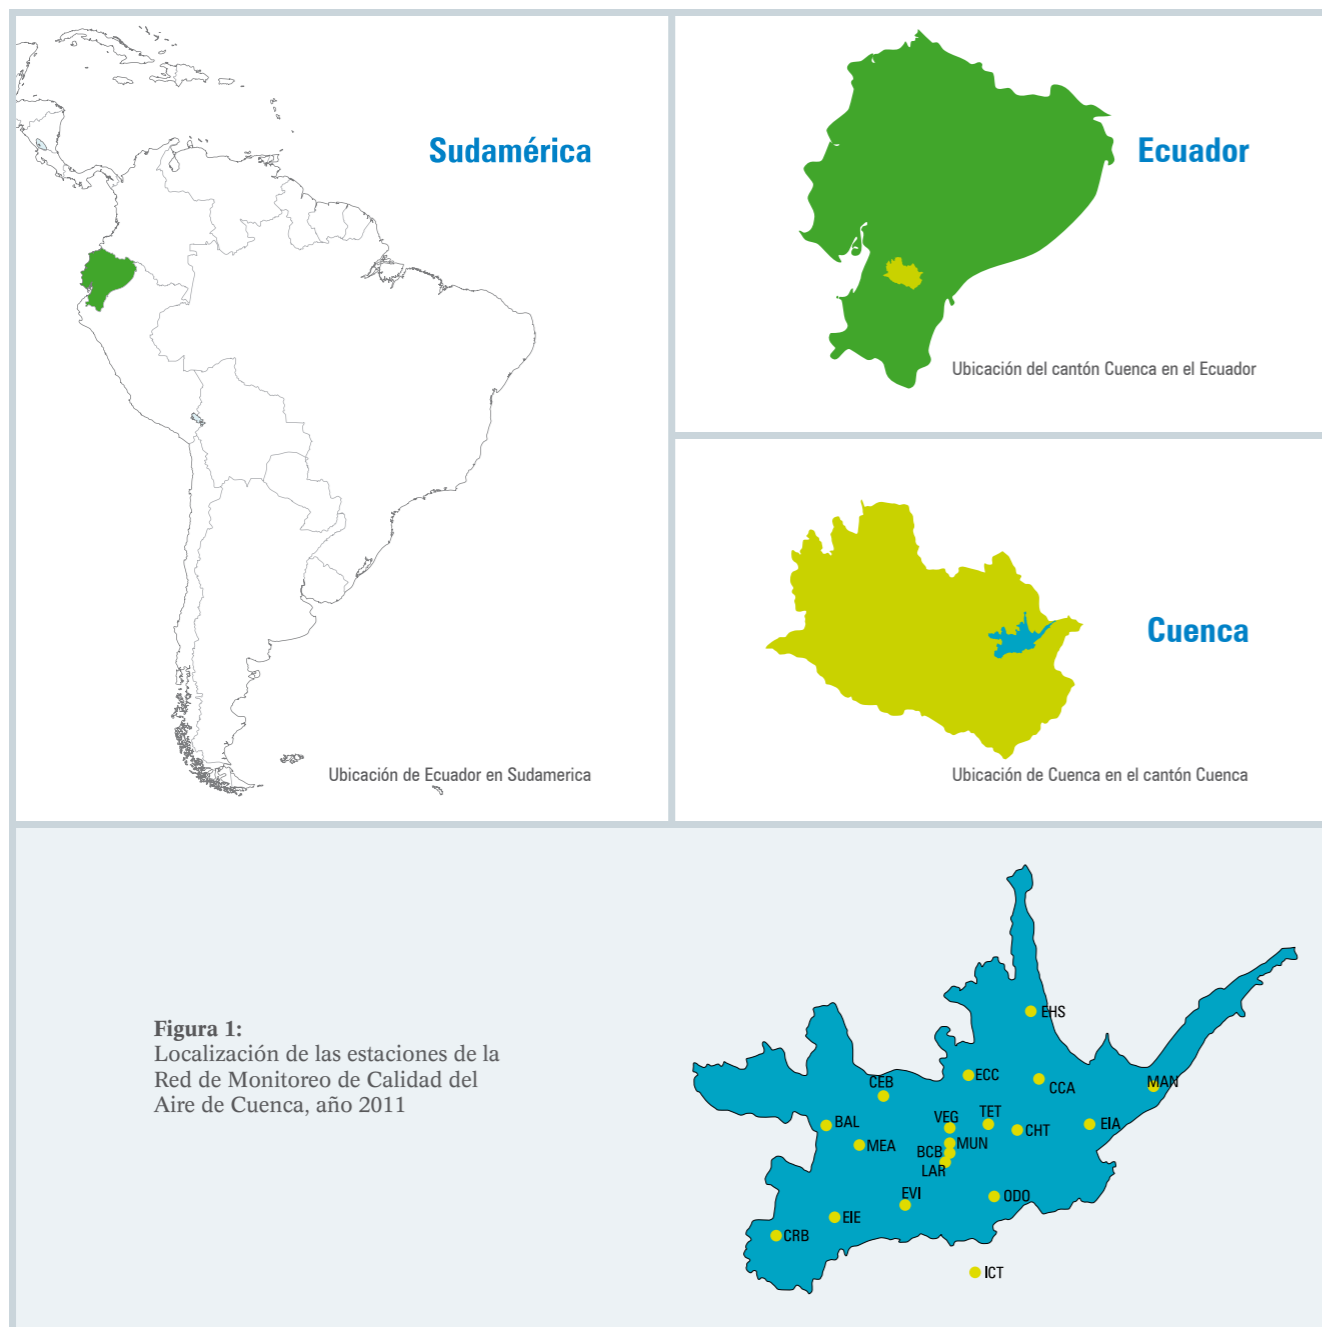 Sudamérica
Ubicación de Ecuador en Sudamerica
Ecuador
Ubicación del cantón Cuenca en el Ecuador
Cuenca
Ubicación de Cuenca en el cantón Cuenca
Figura 1:
Localización de las estaciones de la
Red de Monitoreo de Calidad del
Aire de Cuenca, año 2011
EHS
ECC
CCA
MAN
CEB
BAL
VEG
TET
CHT
EIA
MEA
MUN
BCB
LAR
EVI
ODO
EIE
CRB
ICT